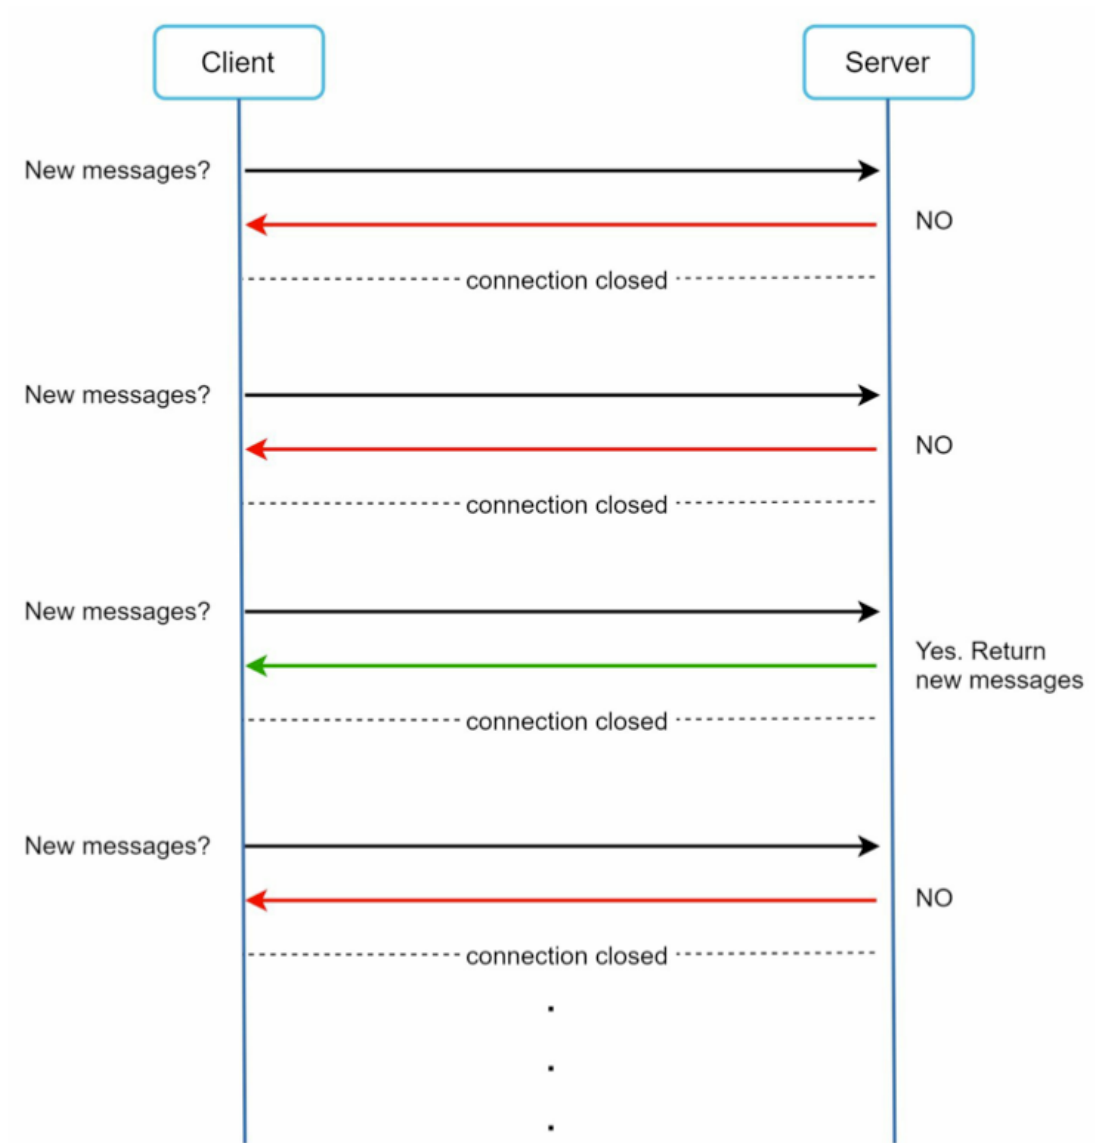 Client
Server
New messages?
NO
connection closed
New messages?
NO
connection closed
New messages?
Yes. Return
new messages
connection closed
New messages?
NO
connection closed